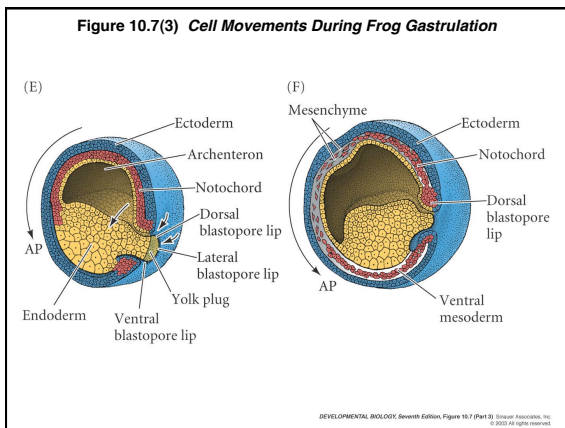 Figure 10.7(3) Cell Movements During Frog Gastrulation
(E)
Ectoderm
Archenteron
Notochord
Dorsal
blastopore lip
Lateral
blastopore lip
Yolk plug
Ventral
blastopore lip
Endoderm
AP
(F)
Mesenchyme
Ectoderm
Notochord
Dorsal
blastopore
lip
Ventral
mesoderm
AP
DEVELOPMENTAL BIOLOGY, Seventh Edition, Figure 10.7 (Part 3) Sinauer Associates, Inc.
© 2003 All rights reserved.